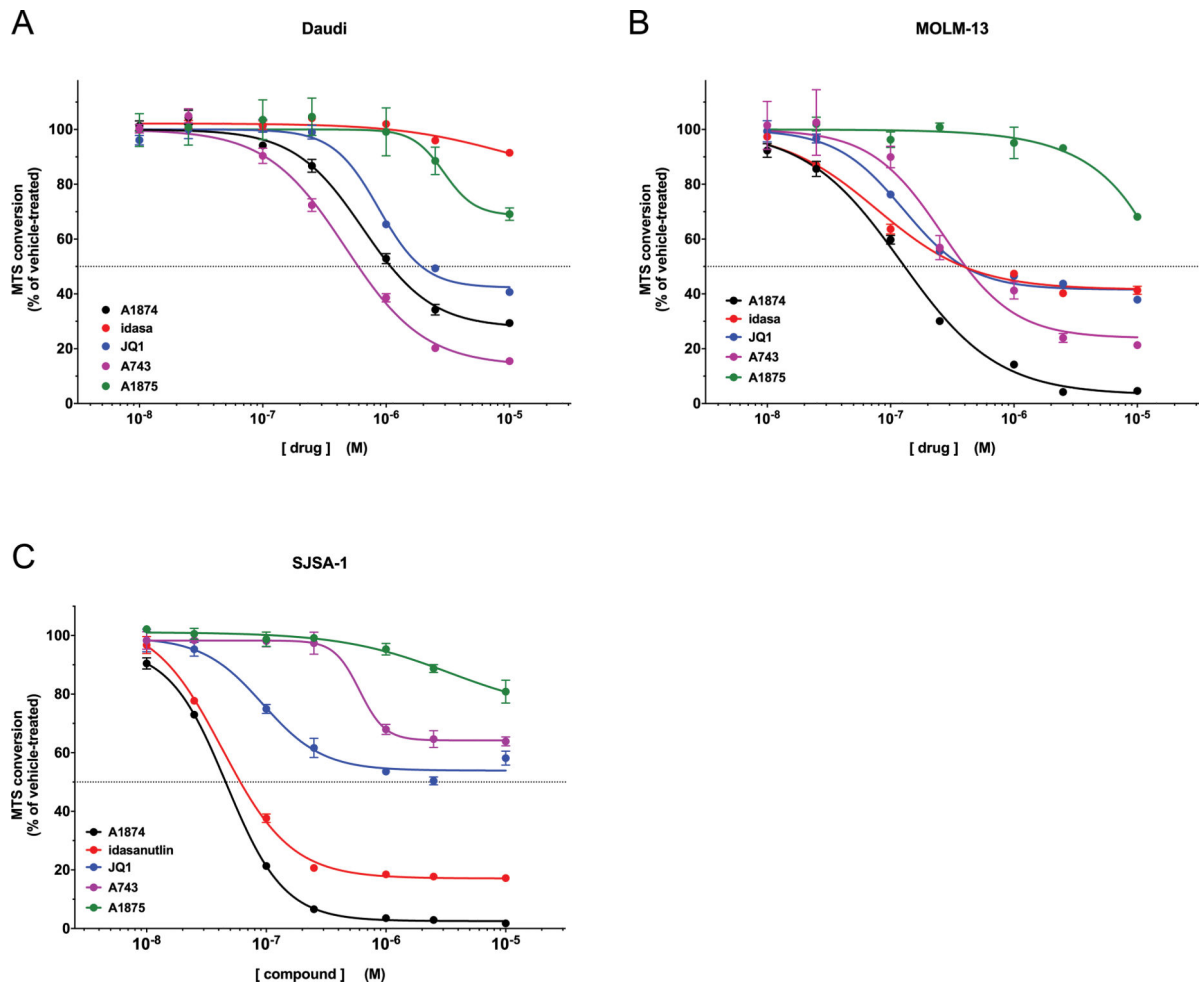 A
Daudi
MTS conversion
(% of vehicle-treated)
100
80
60
40
20
0
A1874
idasa
JQ1
A743
A1875
10-8
10-7
10-6
10-5
[ drug ] (M)
B
MOLM-13
MTS conversion
(% of vehicle-treated)
100
80
60
40
20
0
A1874
idasa
JQ1
A743
A1875
10-8
10-7
10-6
10-5
[ drug ] (M)
C
SJSA-1
MTS conversion
(% of vehicle-treated)
100
80
60
40
20
0
A1874
idasanutlin
JQ1
A743
A1875
10-8
10-7
10-6
10-5
[ compound ] (M)